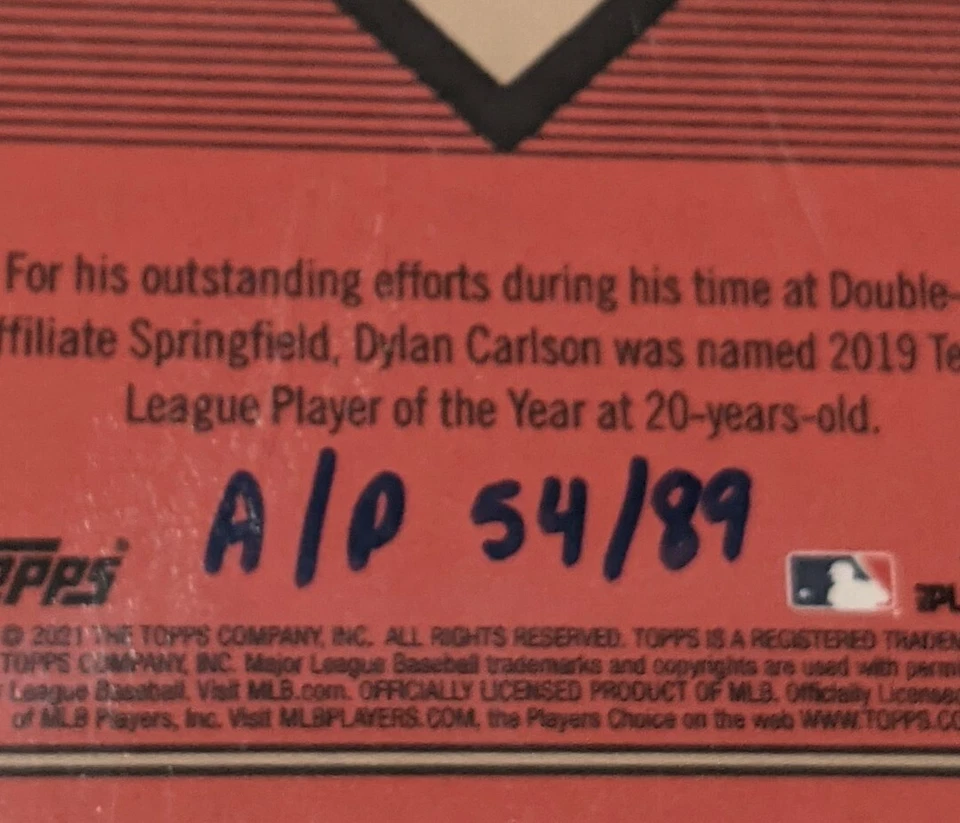 For his outstanding efforts during his time at Double-
ffiliate Springfield, Dylan Carlson was named 2019 Te
League Player of the Year at 20-years-old.
A/P 54/89
TOPPS
© 2021 THE TOPPS COMPANY, INC. ALL RIGHTS RESERVED. TOPPS IS A REGISTERED TRADEM
TOPPS COMPANY, INC. Major League Baseball trademarks and copyrights are used with permi
League Baseball. Visit MLB.com. OFFICIALLY LICENSED PRODUCT OF MLB. Officially Licensed
of MLB Players, Inc. Visit MLBPLAYERS.COM, the Players Choice on the web WWW.TOPPS.CO